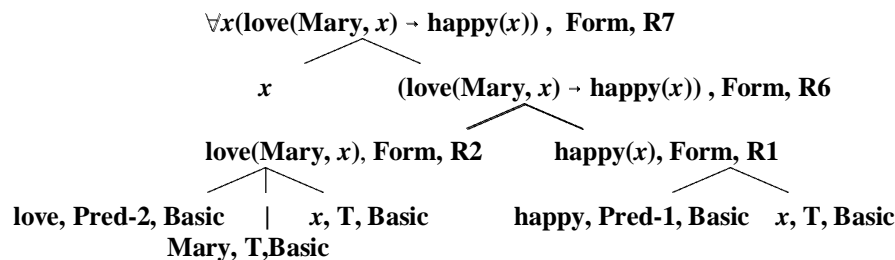 ∀x(love(Mary, x) → happy(x)) , Form, R7
x (love(Mary, x) → happy(x)) , Form, R6
love(Mary, x), Form, R2 happy(x), Form, R1
love, Pred-2, Basic | x, T, Basic happy, Pred-1, Basic x, T, Basic
Mary, T,Basic